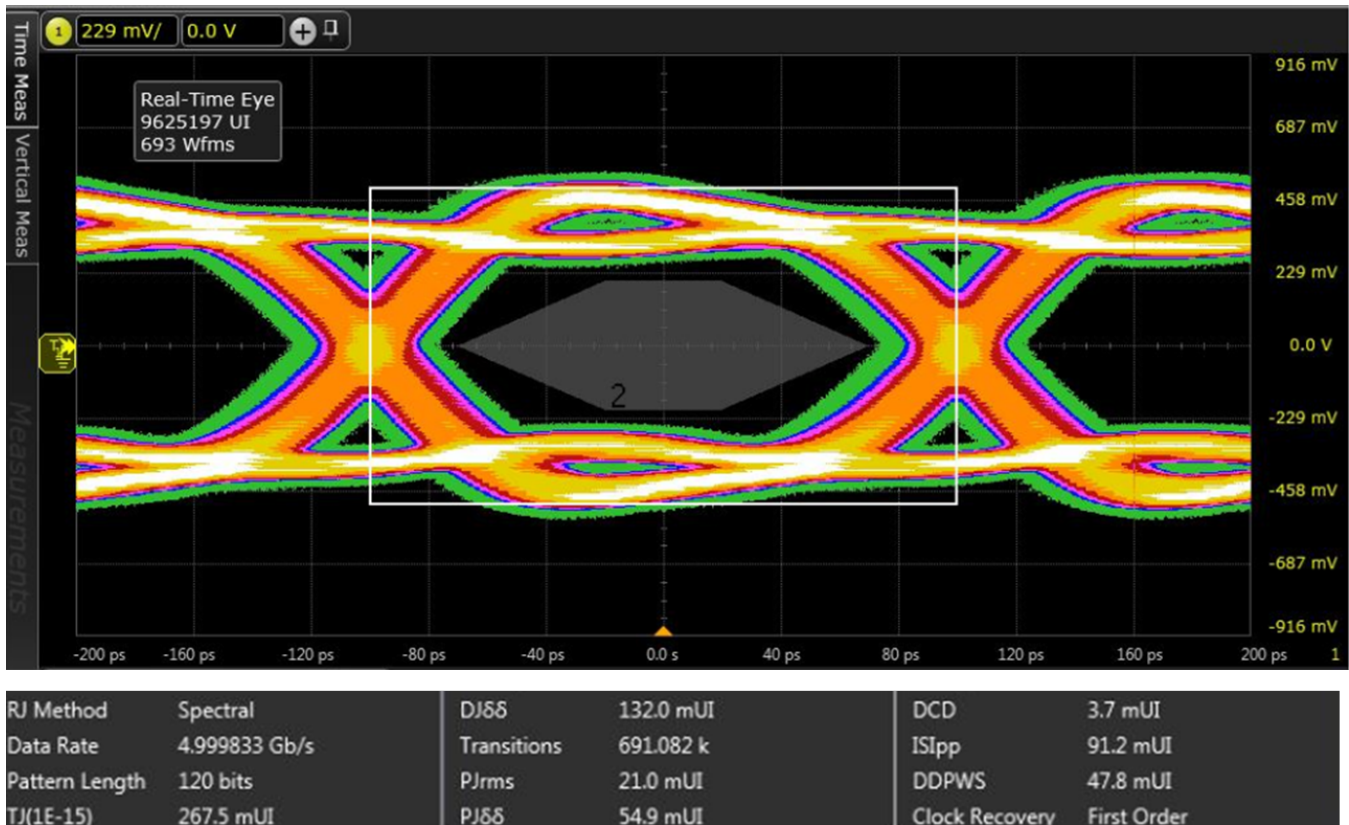 Time Meas
Vertical Meas
Measurements
1 229 mV/ 0.0 V +
Real-Time Eye
9625197 UI
693 Wfms
916 mV
687 mV
458 mV
229 mV
0.0 V
-229 mV
-458 mV
-687 mV
-916 mV
2
-200 ps -160 ps -120 ps -80 ps -40 ps 0.0 s 40 ps 80 ps 120 ps 160 ps 200 ps 1
RJ Method Spectral DJδδ 132.0 mUI DCD 3.7 mUI
Data Rate 4.999833 Gb/s Transitions 691.082 k ISIpp 91.2 mUI
Pattern Length 120 bits PJrms 21.0 mUI DDPWS 47.8 mUI
TJ(1E-15) 267.5 mUI PJδδ 54.9 mUI Clock Recovery First Order